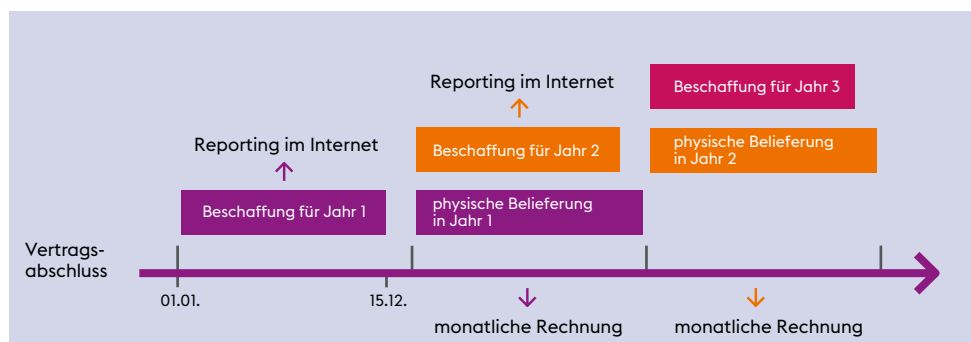 Beschaffung für Jahr 3
Reporting im Internet
Beschaffung für Jahr 2
physische Belieferung
in Jahr 2
Reporting im Internet
Beschaffung für Jahr 1
physische Belieferung
in Jahr 1
Vertrags-
abschluss
01.01.
15.12.
monatliche Rechnung
monatliche Rechnung